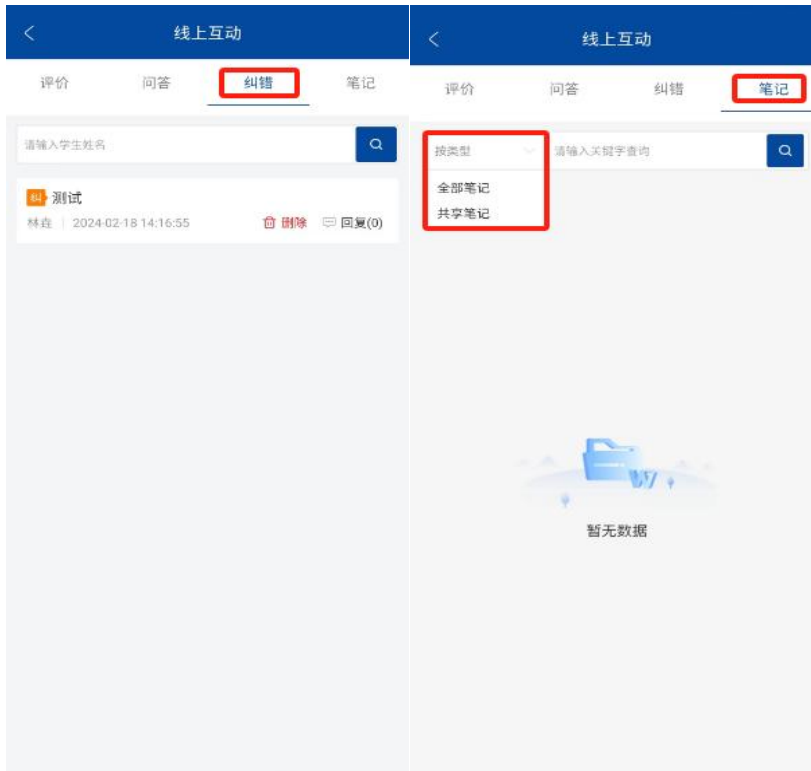 线上互动
评价 问答 纠错 笔记
请输入学生姓名
纠 测试
林垚 2024-02-18 14:16:55 删除 回复(0)
线上互动
评价 问答 纠错 笔记
按类型 请输入关键字查询
全部笔记
共享笔记
暂无数据